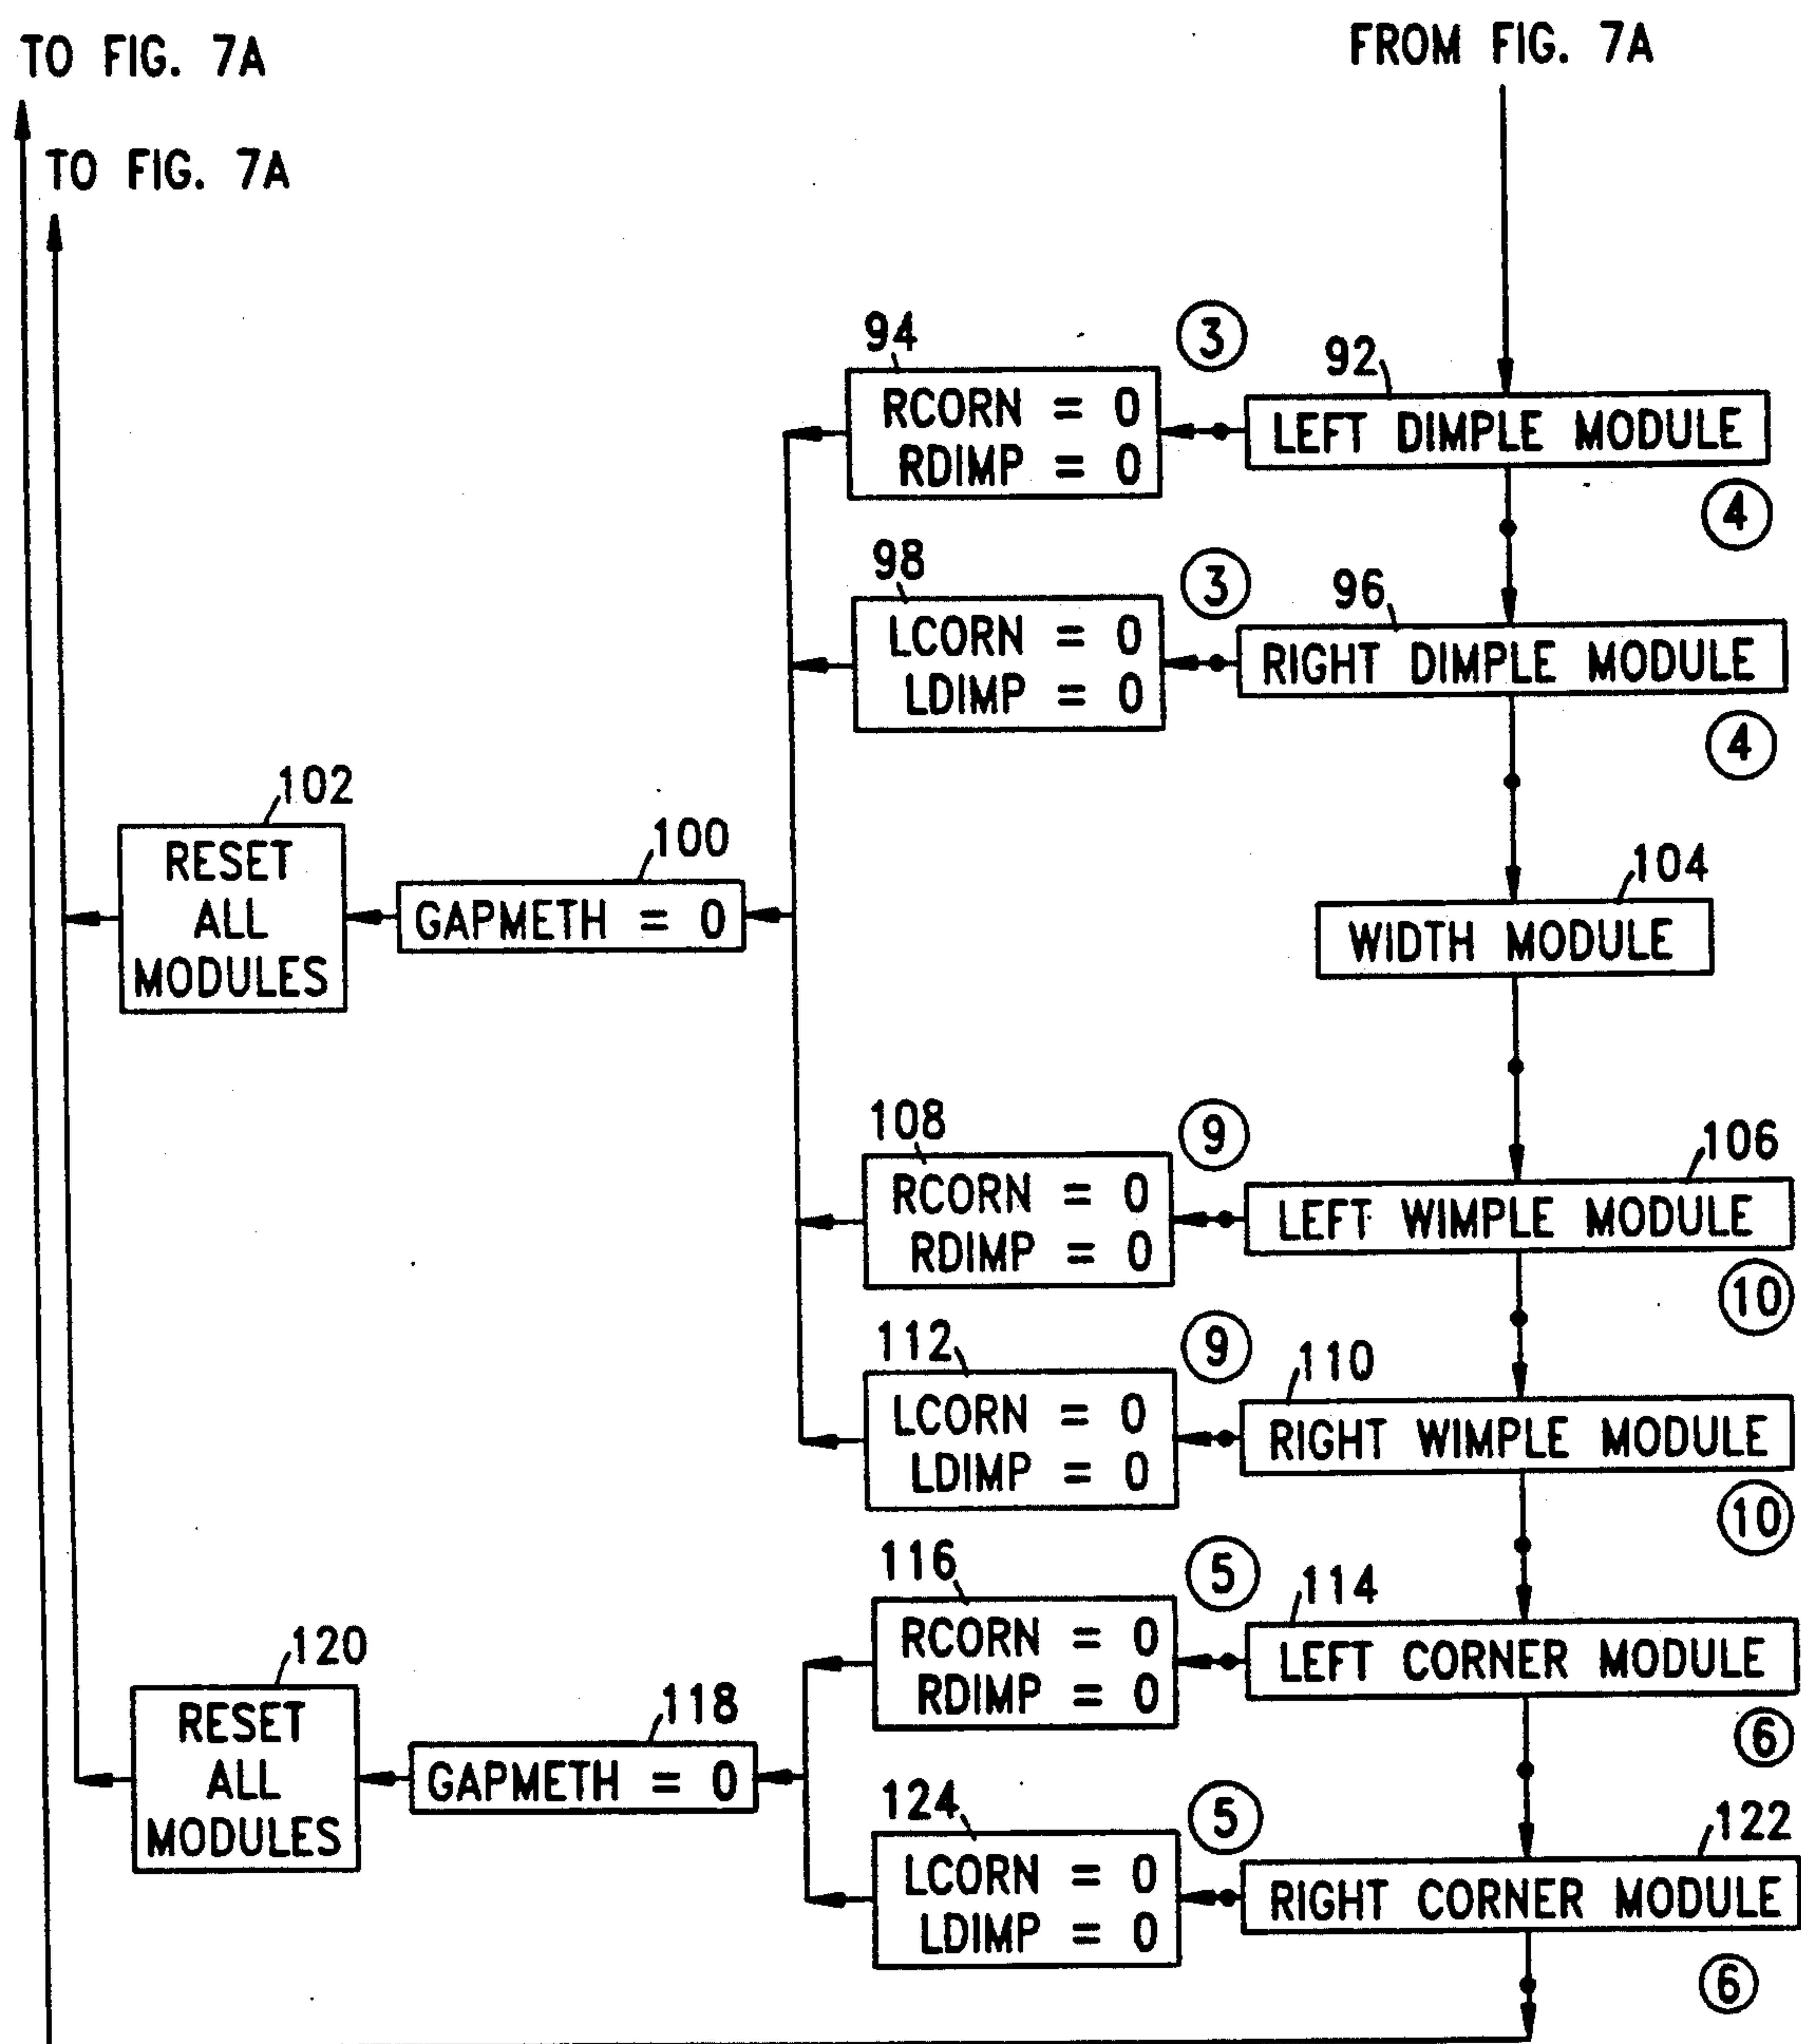 TO FIG. 7A
FROM FIG. 7A
TO FIG. 7A
94
3
92
RCORN = 0
RDIMP = 0
LEFT DIMPLE MODULE
4
98
3
96
LCORN = 0
LDIMP = 0
RIGHT DIMPLE MODULE
4
102
RESET
ALL
MODULES
100
GAPMETH = 0
104
WIDTH MODULE
108
9
106
RCORN = 0
RDIMP = 0
LEFT WIMPLE MODULE
10
112
9
110
LCORN = 0
LDIMP = 0
RIGHT WIMPLE MODULE
10
116
5
114
RCORN = 0
RDIMP = 0
LEFT CORNER MODULE
6
120
RESET
ALL
MODULES
118
GAPMETH = 0
124
5
122
LCORN = 0
LDIMP = 0
RIGHT CORNER MODULE
6